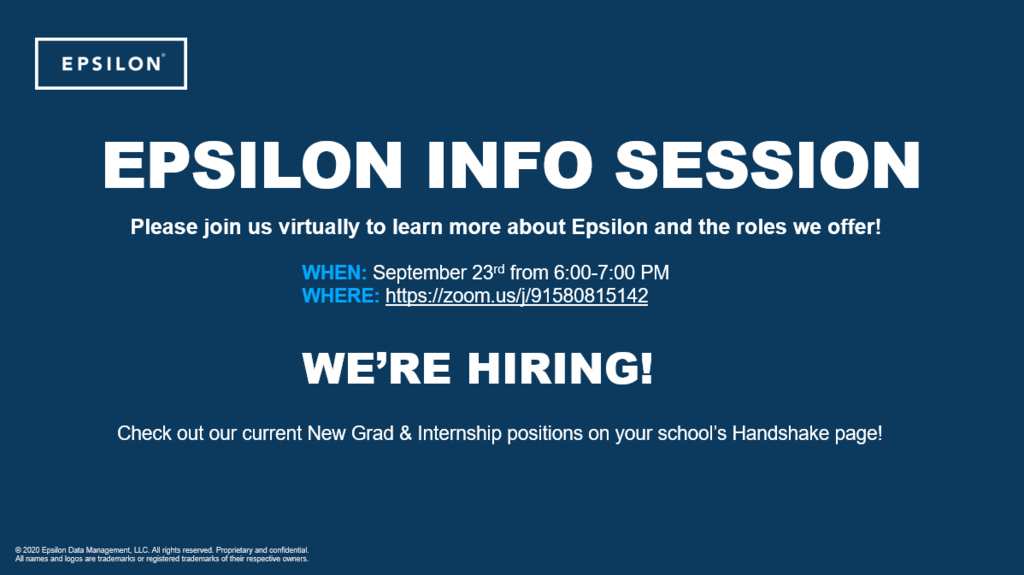 EPSILON®
EPSILON INFO SESSION
Please join us virtually to learn more about Epsilon and the roles we offer!
WHEN: September 23rd from 6:00-7:00 PM
WHERE: https://zoom.us/j/91580815142
WE’RE HIRING!
Check out our current New Grad & Internship positions on your school’s Handshake page!
© 2020 Epsilon Data Management, LLC. All rights reserved. Proprietary and confidential.
All names and logos are trademarks or registered trademarks of their respective owners.